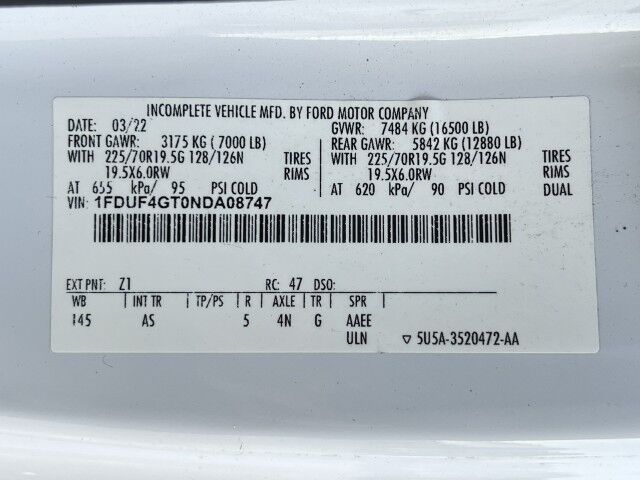 INCOMPLETE VEHICLE MFD. BY FORD MOTOR COMPANY
DATE: 03/22 GVWR: 7484 KG (16500 LB)
FRONT GAWR: 3175 KG ( 7000 LB) REAR GAWR: 5842 KG (12880 LB)
WITH 225/70R19.5G 128/126N TIRES WITH 225/70R19.5G 128/126N TIRES
19.5X6.0RW RIMS 19.5X6.0RW RIMS
AT 655 kPa/ 95 PSI COLD AT 620 kPa/ 90 PSI COLD
VIN: 1FDUF4GT0NDA08747
EXT PNT: Z1 RC: 47 DSO:
WB INT TR TP/PS R AXLE TR SPR
145 AS 5 4N G AAEE
ULN ▽ 5U5A-3520472-AA